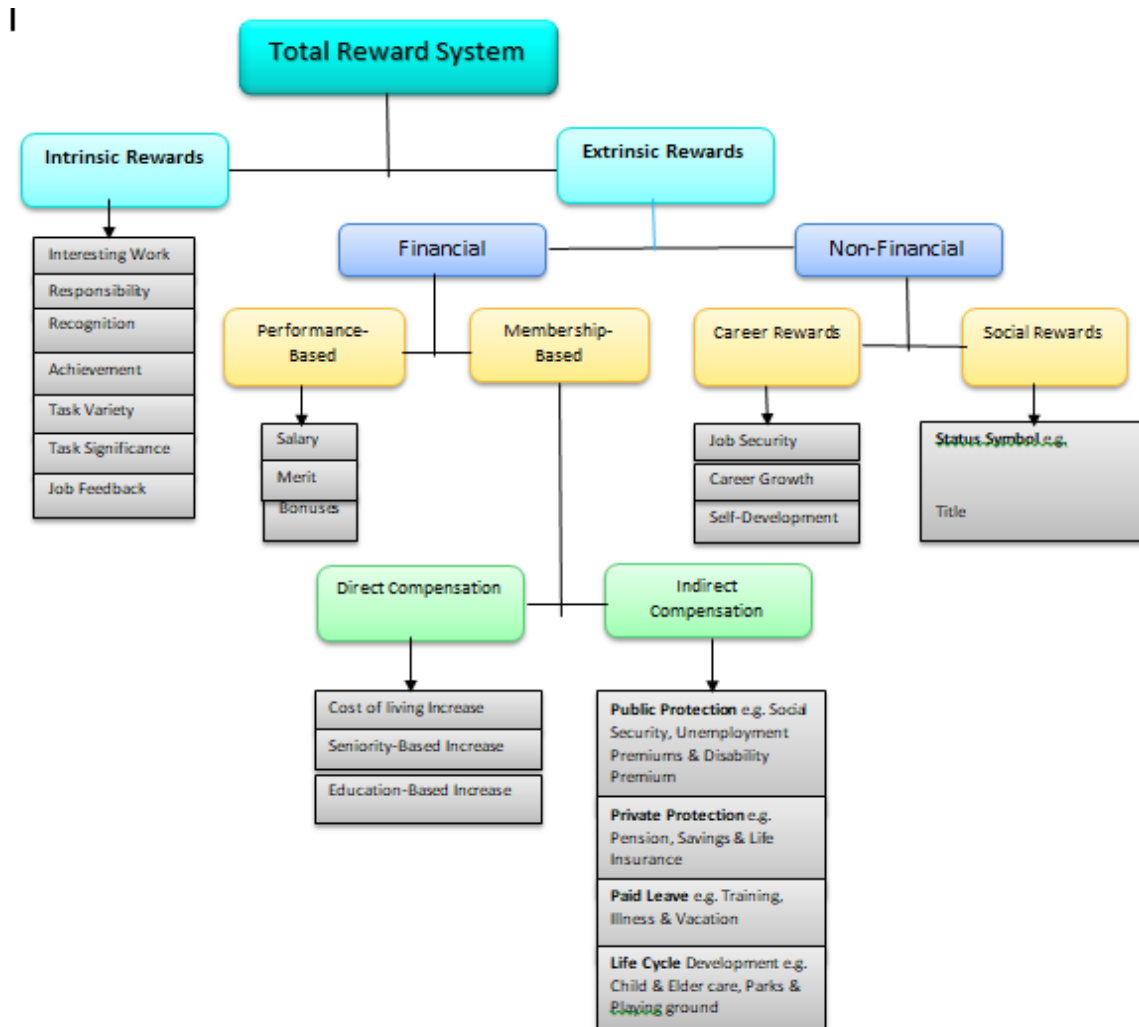 I
Total Reward System
Intrinsic Rewards
Extrinsic Rewards
Financial
Non-Financial
Interesting Work
Responsibility
Recognition
Achievement
Task Variety
Task Significance
Job Feedback
Performance-
Based
Membership-
Based
Career Rewards
Social Rewards
Salary
Merit
Bonuses
Job Security
Career Growth
Self-Development
Status Symbol e.g.
Title
Direct Compensation
Indirect
Compensation
Cost of living Increase
Seniority-Based Increase
Education-Based Increase
Public Protection e.g. Social
Security, Unemployment
Premiums & Disability
Premium
Private Protection e.g.
Pension, Savings & Life
Insurance
Paid Leave e.g. Training,
Illness & Vacation
Life Cycle Development e.g.
Child & Elder care, Parks &
Playing ground